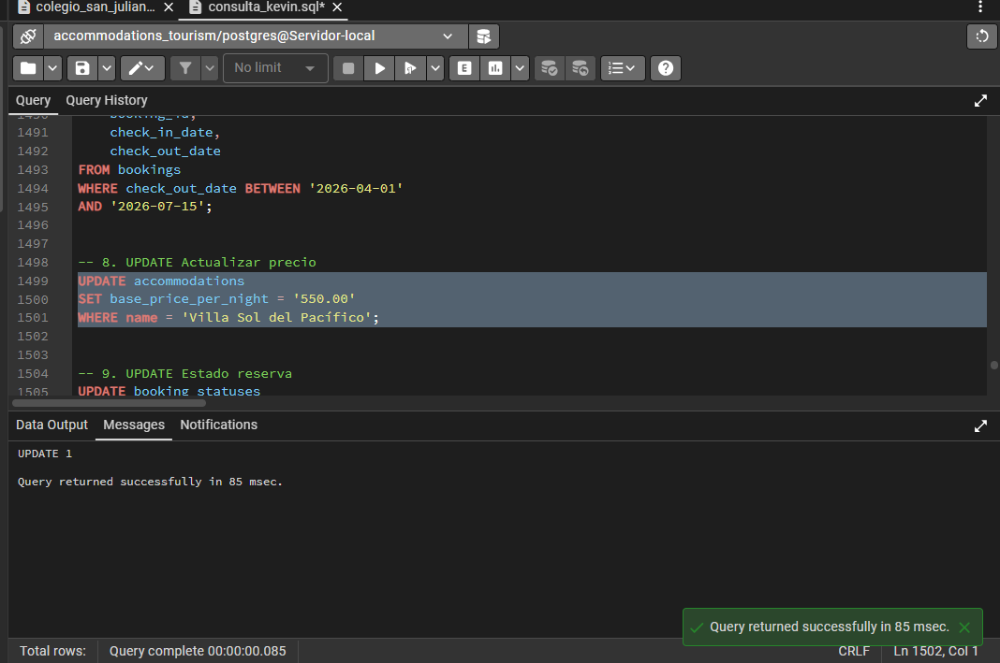 colegio_san_julian... consulta_kevin.sql*
accommodations_tourism/postgres@Servidor-local
No limit E
Query Query History
1490 booking_id,
1491 check_in_date,
1492 check_out_date
1493 FROM bookings
1494 WHERE check_out_date BETWEEN '2026-04-01'
1495 AND '2026-07-15';
1496
1497
1498 -- 8. UPDATE Actualizar precio
1499 UPDATE accommodations
1500 SET base_price_per_night = '550.00'
1501 WHERE name = 'Villa Sol del Pacífico';
1502
1503
1504 -- 9. UPDATE Estado reserva
1505 UPDATE booking_statuses
Data Output Messages Notifications
UPDATE 1
Query returned successfully in 85 msec.
Query returned successfully in 85 msec.
Total rows: Query complete 00:00:00.085 CRLF Ln 1502, Col 1